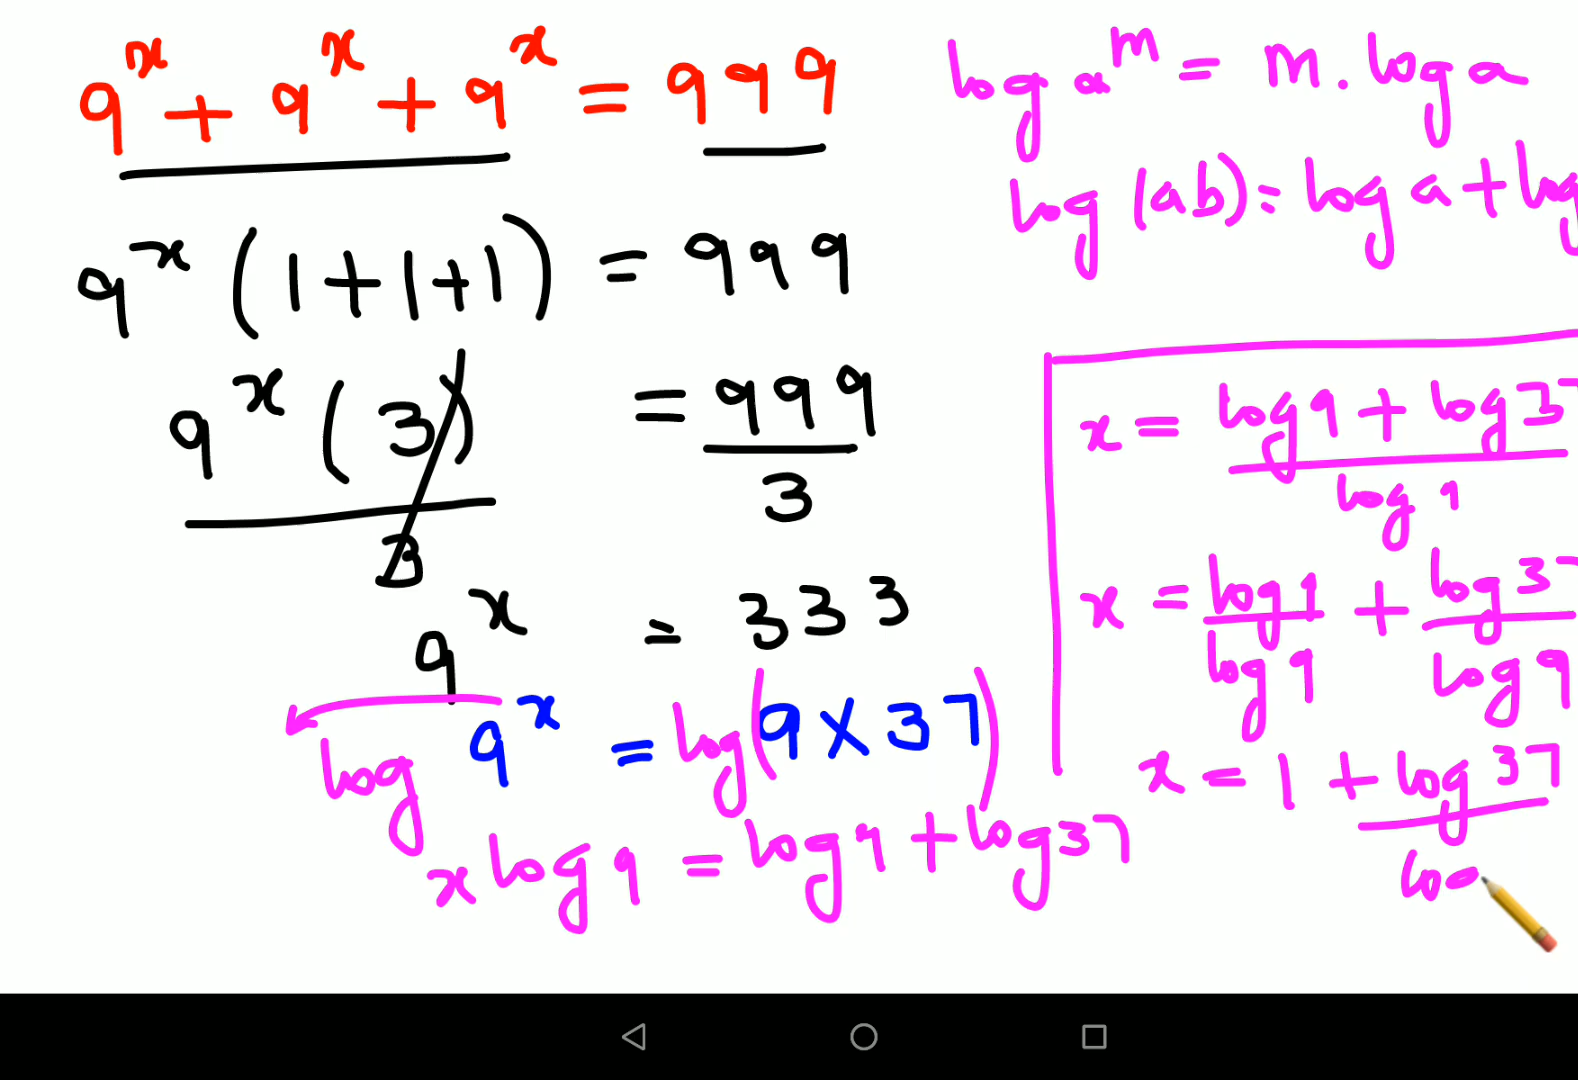 9^x + 9^x + 9^x = 999
9^x (1+1+1) = 999
9^x (3) / 3 = 999 / 3
9^x = 333
log 9^x = log(9 × 37)
x log 9 = log 9 + log 37
log a^m = m . log a
log (ab) = log a + log
x = log 9 + log 37 / log 9
x = log 9 / log 9 + log 37 / log 9
x = 1 + log 37 / lo